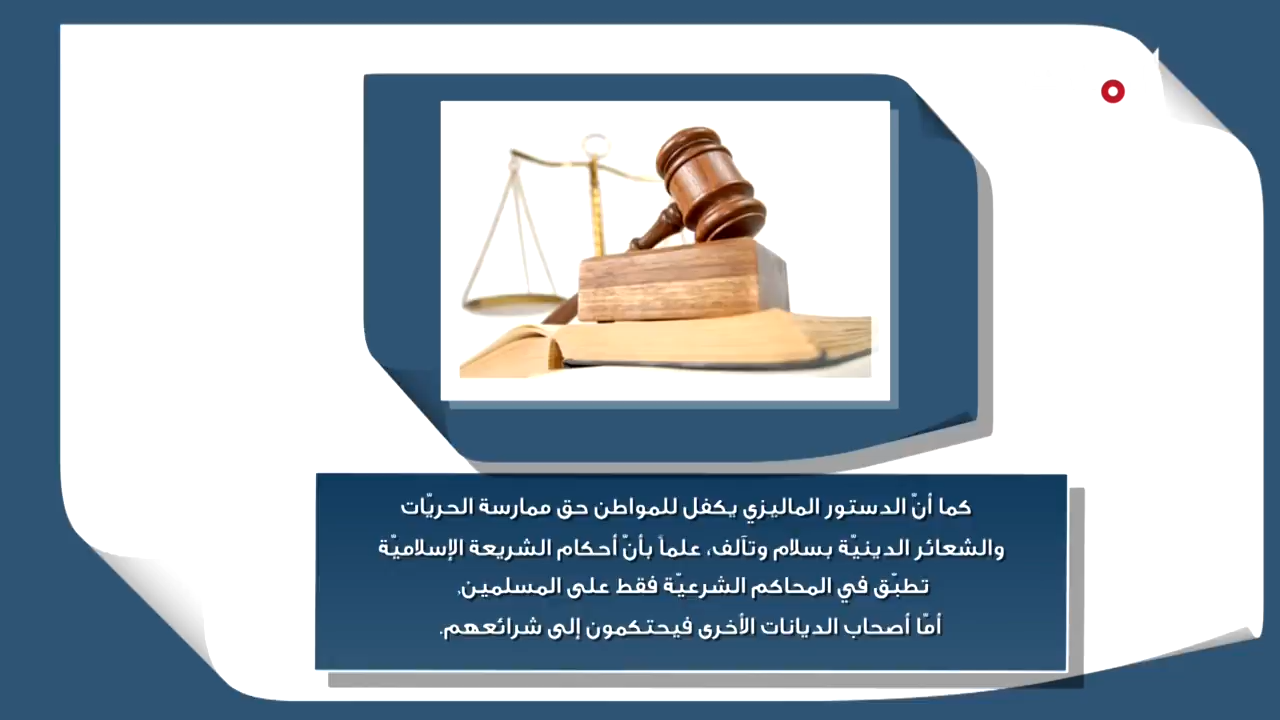 كما أنّ الدستور الماليزي يكفل للمواطن حق ممارسة الحريّات
والشعائر الدينيّة بسلام وتآلف، علماً بأنّ أحكام الشريعة الإسلاميّة
تطبّق في المحاكم الشرعيّة فقط على المسلمين,
أمّا أصحاب الديانات الأخرى فيحتكمون إلى شرائعهم.